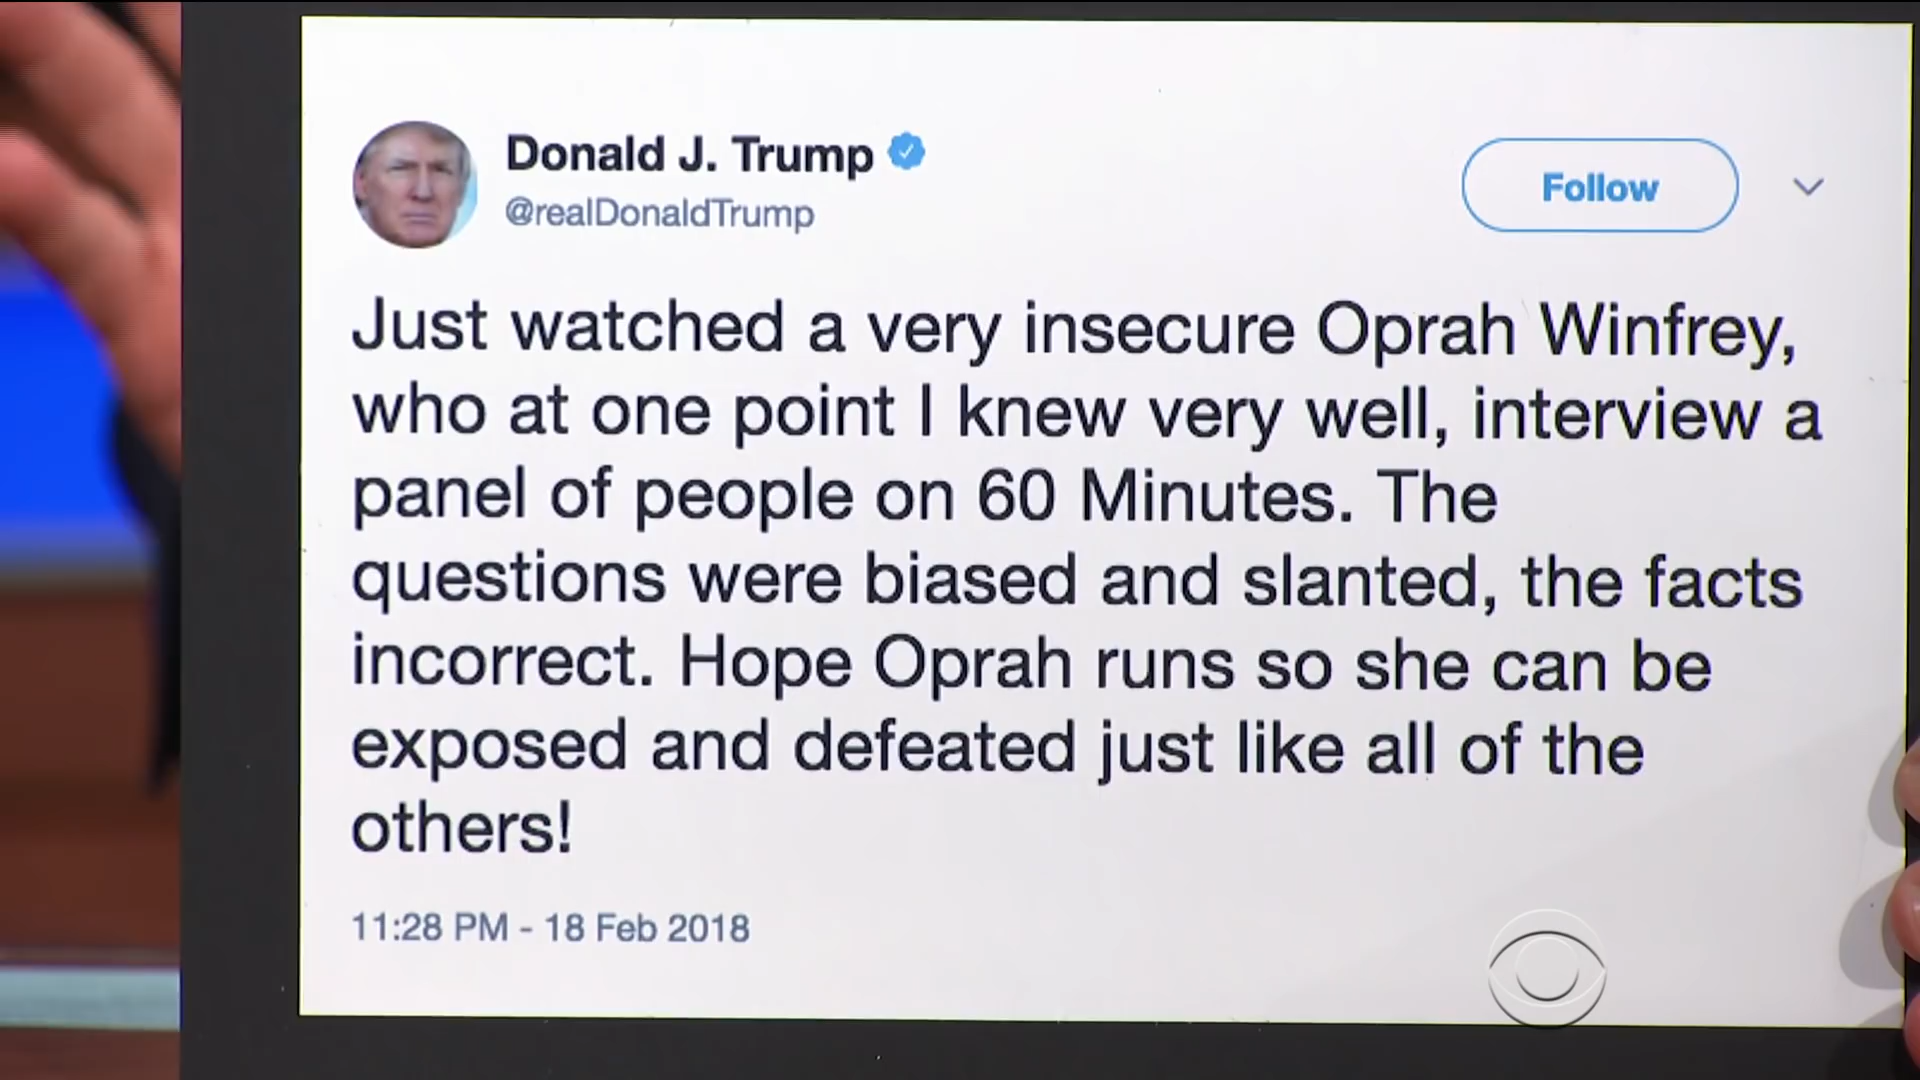 Donald J. Trump
@realDonaldTrump
Follow
Just watched a very insecure Oprah Winfrey,
who at one point I knew very well, interview a
panel of people on 60 Minutes. The
questions were biased and slanted, the facts
incorrect. Hope Oprah runs so she can be
exposed and defeated just like all of the
others!
11:28 PM - 18 Feb 2018